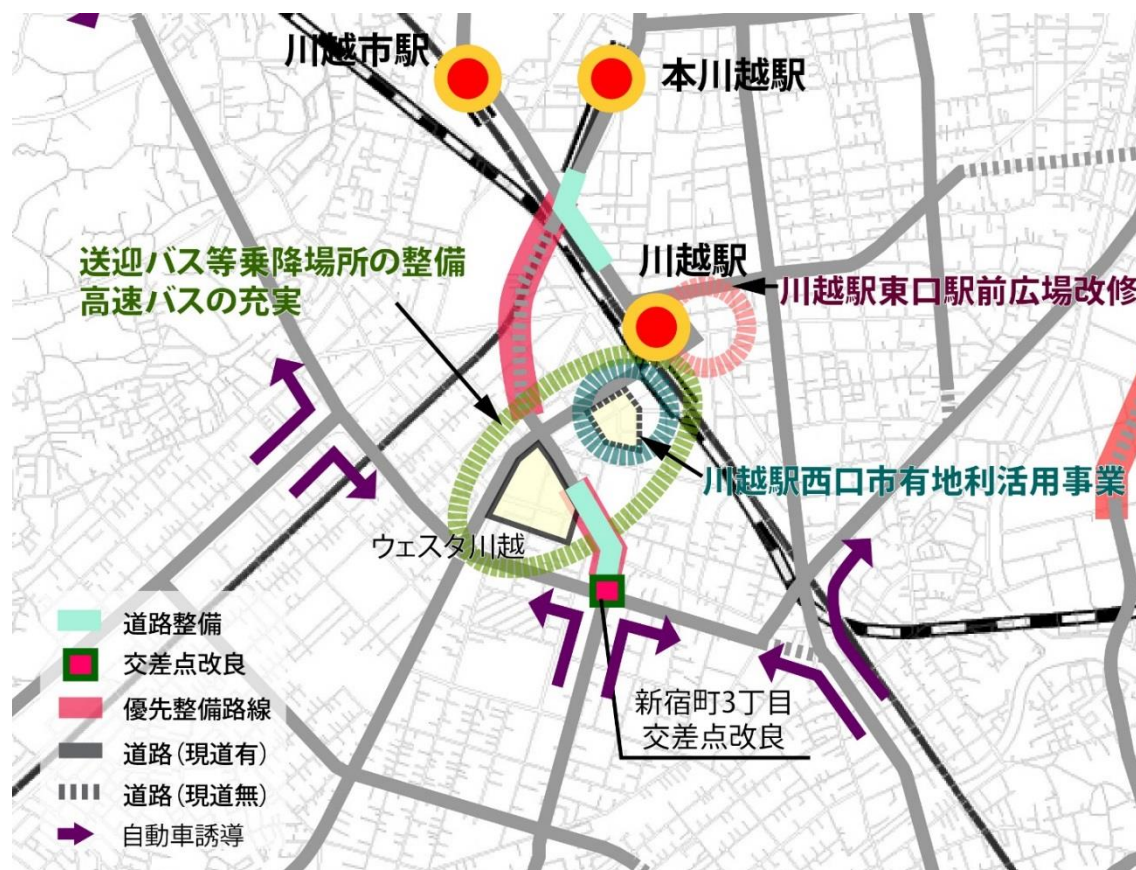 川越市駅
本川越駅
送迎バス等乗降場所の整備
高速バスの充実
川越駅
川越駅東口駅前広場改修
川越駅西口市有地利活用事業
ウェスタ川越
道路整備
交差点改良
優先整備路線
道路(現道有)
道路(現道無)
自動車誘導
新宿町3丁目
交差点改良